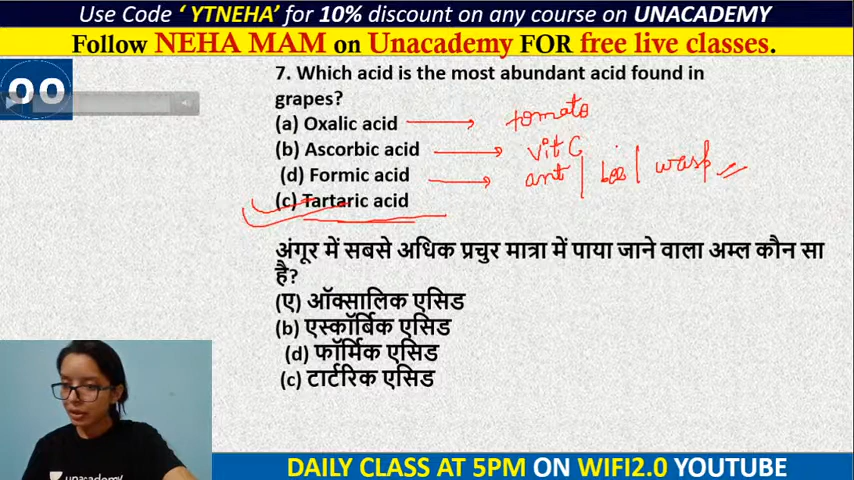 Use Code ‘ YTNEHA’ for 10% discount on any course on UNACADEMY
Follow NEHA MAM on Unacademy FOR free live classes.
00
7. Which acid is the most abundant acid found in
grapes?
(a) Oxalic acid tomato
(b) Ascorbic acid vit C
(d) Formic acid ant | bee | wasp
(c) Tartaric acid
अंगूर में सबसे अधिक प्रचुर मात्रा में पाया जाने वाला अम्ल कौन सा
है?
(ए) ऑक्सालिक एसिड
(b) एस्कॉर्बिक एसिड
(d) फॉर्मिक एसिड
(c) टार्टरिक एसिड
unacademy
DAILY CLASS AT 5PM ON WIFI2.0 YOUTUBE